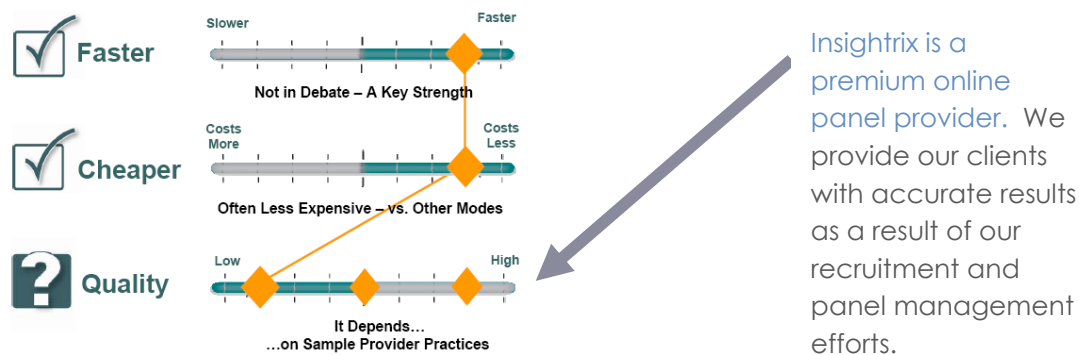 Slower
Faster
Faster
Not in Debate – A Key Strength
Costs
More
Costs
Less
Cheaper
Often Less Expensive – vs. Other Modes
?
Low
High
Quality
It Depends…
…on Sample Provider Practices
Insightrix is a
premium online
panel provider. We
provide our clients
with accurate results
as a result of our
recruitment and
panel management
efforts.